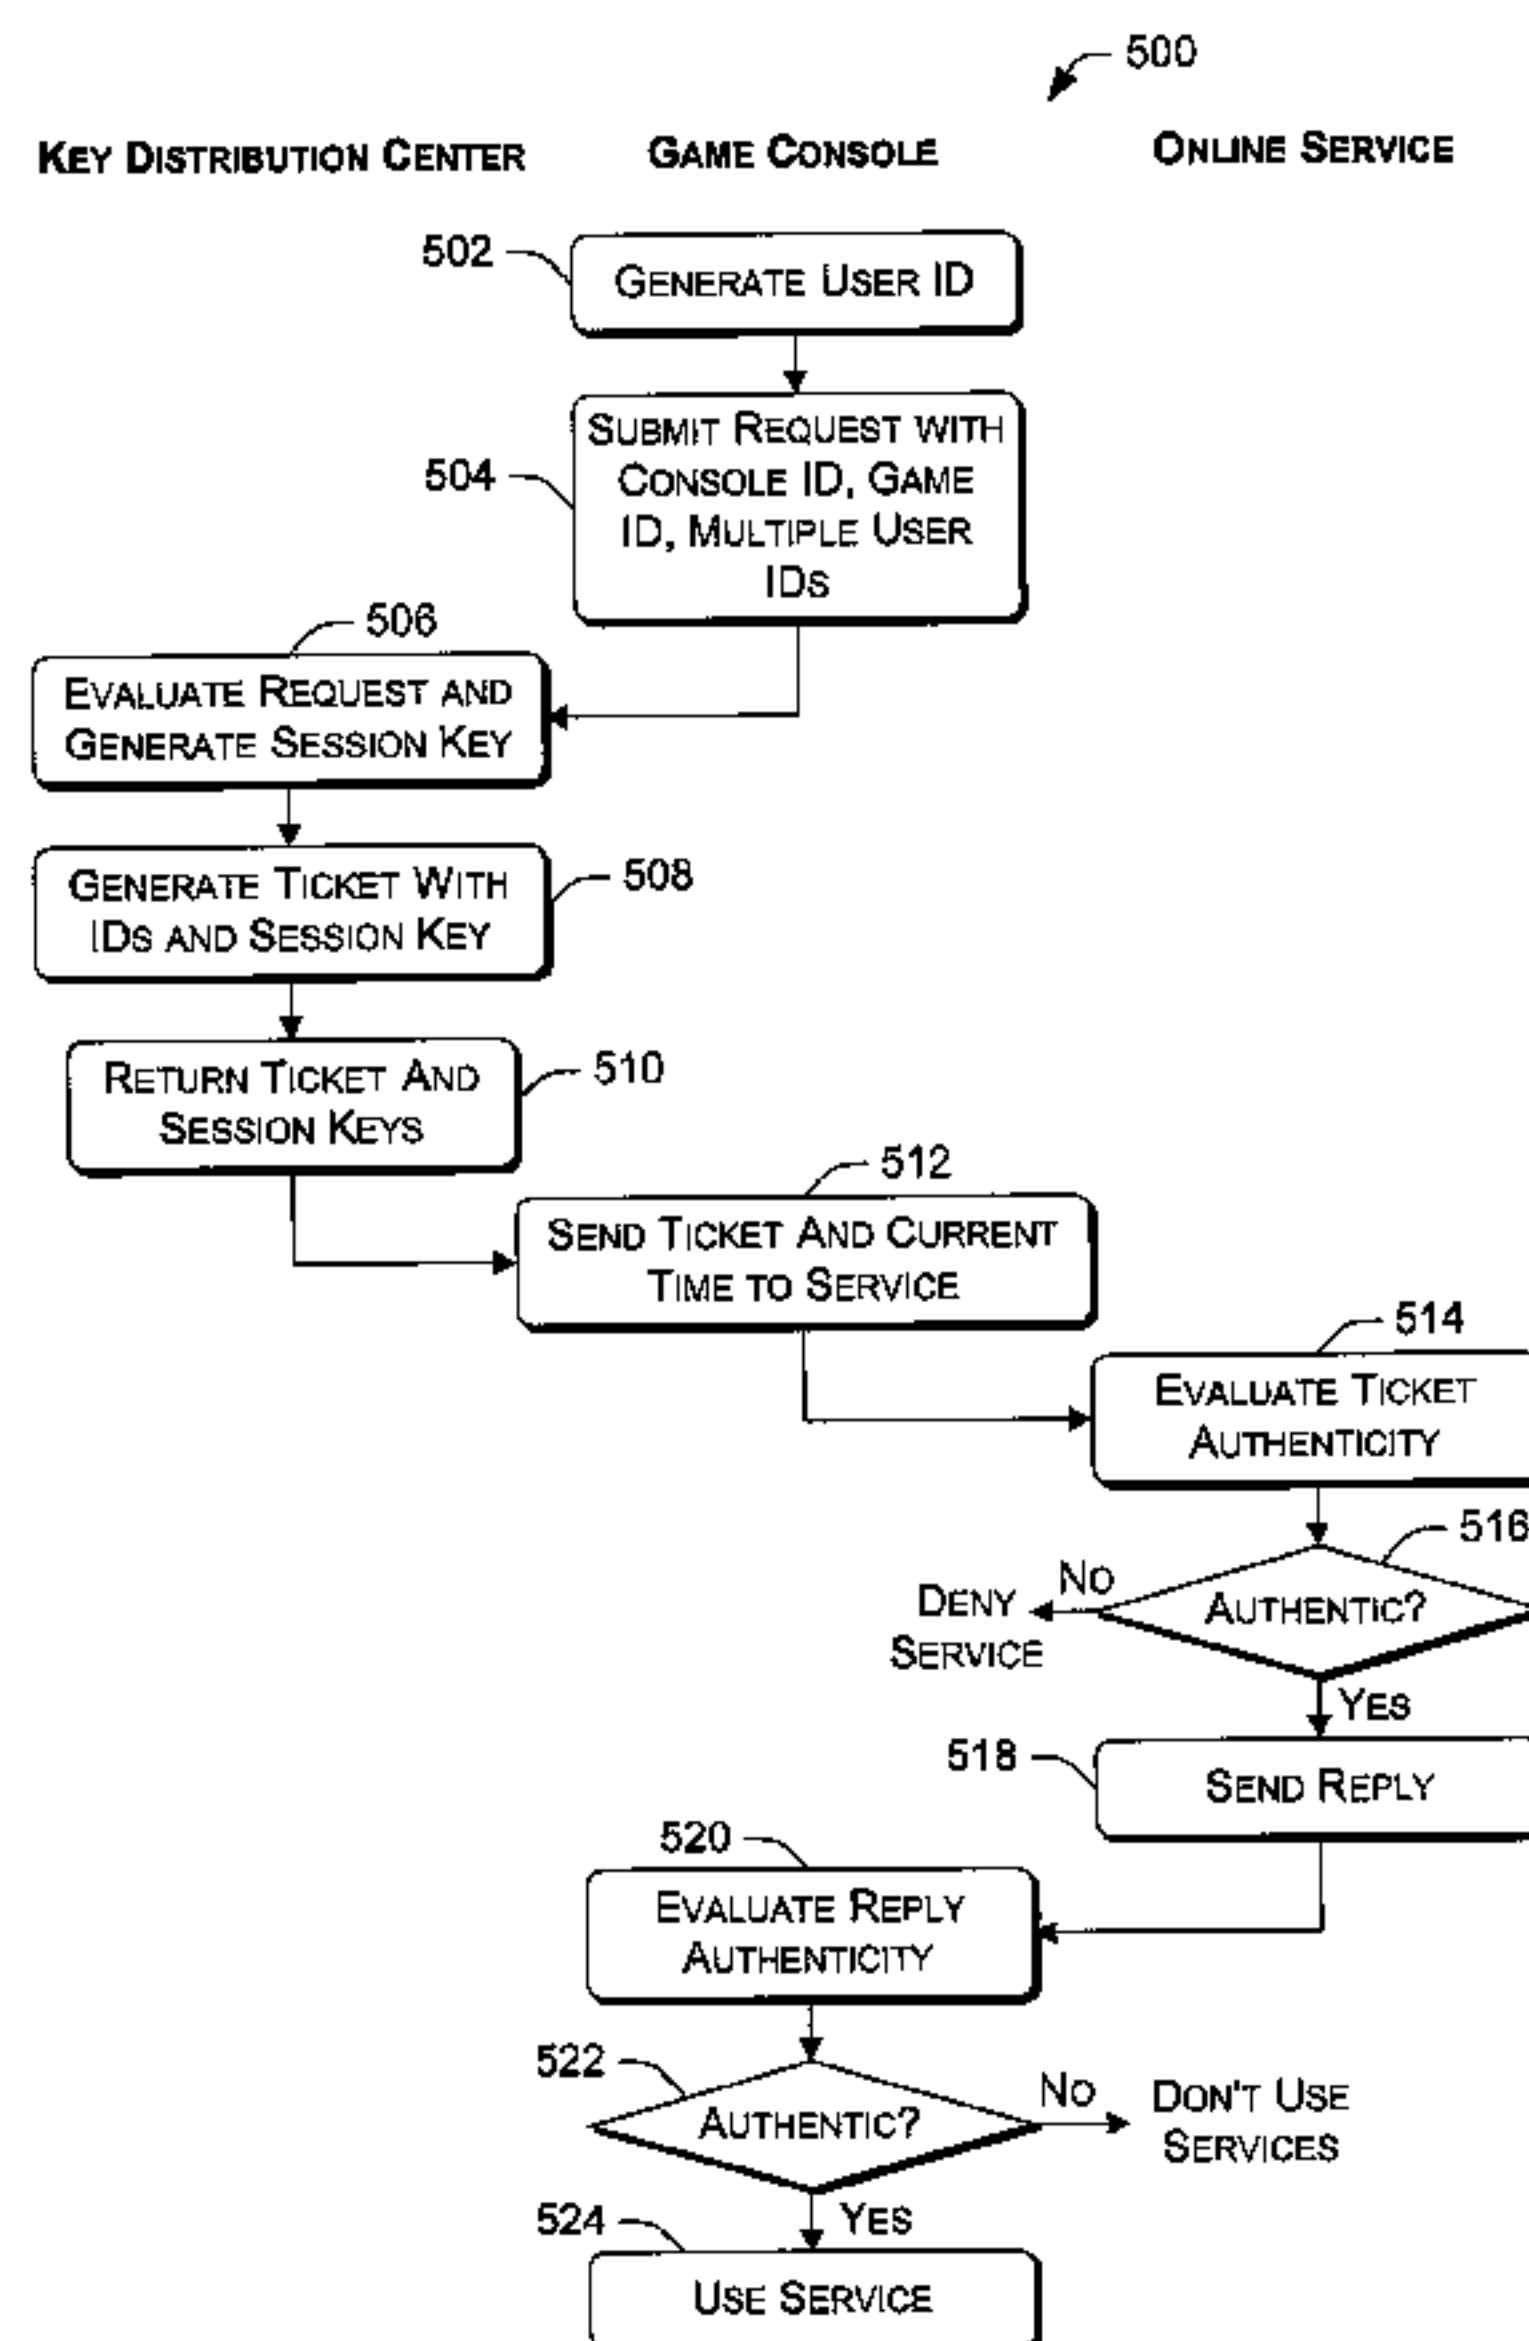 500
KEY DISTRIBUTION CENTER
GAME CONSOLE
ONLINE SERVICE
502
GENERATE USER ID
504
SUBMIT REQUEST WITH
CONSOLE ID, GAME
ID, MULTIPLE USER
IDS
506
EVALUATE REQUEST AND
GENERATE SESSION KEY
508
GENERATE TICKET WITH
IDS AND SESSION KEY
510
RETURN TICKET AND
SESSION KEYS
512
SEND TICKET AND CURRENT
TIME TO SERVICE
514
EVALUATE TICKET
AUTHENTICITY
516
AUTHENTIC?
NO
DENY
SERVICE
YES
518
SEND REPLY
520
EVALUATE REPLY
AUTHENTICITY
522
AUTHENTIC?
NO
DON'T USE
SERVICES
YES
524
USE SERVICE